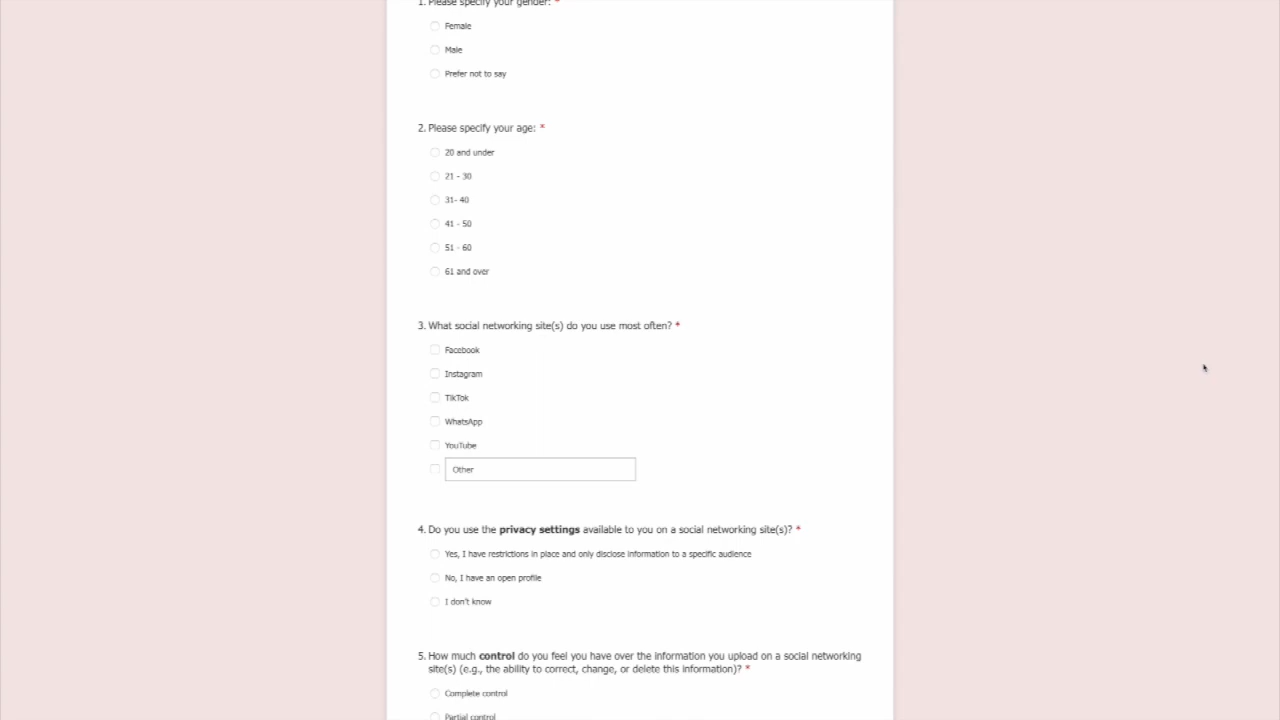 1. Please specify your gender: *
Female
Male
Prefer not to say
2. Please specify your age: *
20 and under
21 - 30
31- 40
41 - 50
51 - 60
61 and over
3. What social networking site(s) do you use most often? *
Facebook
Instagram
TikTok
WhatsApp
YouTube
Other
4. Do you use the privacy settings available to you on a social networking site(s)? *
Yes, I have restrictions in place and only disclose information to a specific audience
No, I have an open profile
I don't know
5. How much control do you feel you have over the information you upload on a social networking
site(s) (e.g., the ability to correct, change, or delete this information)? *
Complete control
Partial control